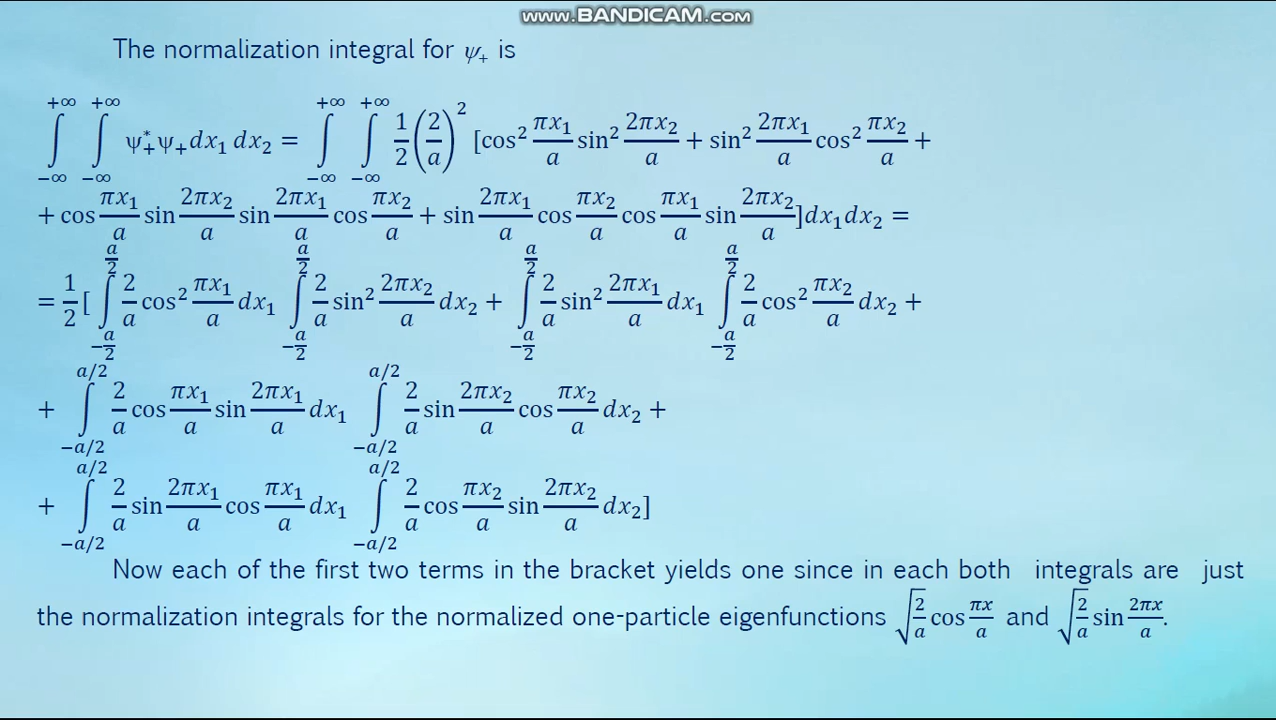 www.BANDICAM.com
The normalization integral for ψ₊ is
∫_{−∞}^{+∞} ∫_{−∞}^{+∞} ψ₊*ψ₊dx₁ dx₂ = ∫_{−∞}^{+∞} ∫_{−∞}^{+∞} 1/2 (2/a)² [cos² πx₁/a sin² 2πx₂/a + sin² 2πx₁/a cos² πx₂/a +
+ cos πx₁/a sin 2πx₂/a sin 2πx₁/a cos πx₂/a + sin 2πx₁/a cos πx₂/a cos πx₁/a sin 2πx₂/a]dx₁dx₂ =
= 1/2 [ ∫_{−a/2}^{a/2} 2/a cos² πx₁/a dx₁ ∫_{−a/2}^{a/2} 2/a sin² 2πx₂/a dx₂ + ∫_{−a/2}^{a/2} 2/a sin² 2πx₁/a dx₁ ∫_{−a/2}^{a/2} 2/a cos² πx₂/a dx₂ +
+ ∫_{−a/2}^{a/2} 2/a cos πx₁/a sin 2πx₁/a dx₁ ∫_{−a/2}^{a/2} 2/a sin 2πx₂/a cos πx₂/a dx₂ +
+ ∫_{−a/2}^{a/2} 2/a sin 2πx₁/a cos πx₁/a dx₁ ∫_{−a/2}^{a/2} 2/a cos πx₂/a sin 2πx₂/a dx₂]
Now each of the first two terms in the bracket yields one since in each both integrals are just
the normalization integrals for the normalized one-particle eigenfunctions √(2/a) cos πx/a and √(2/a) sin 2πx/a.